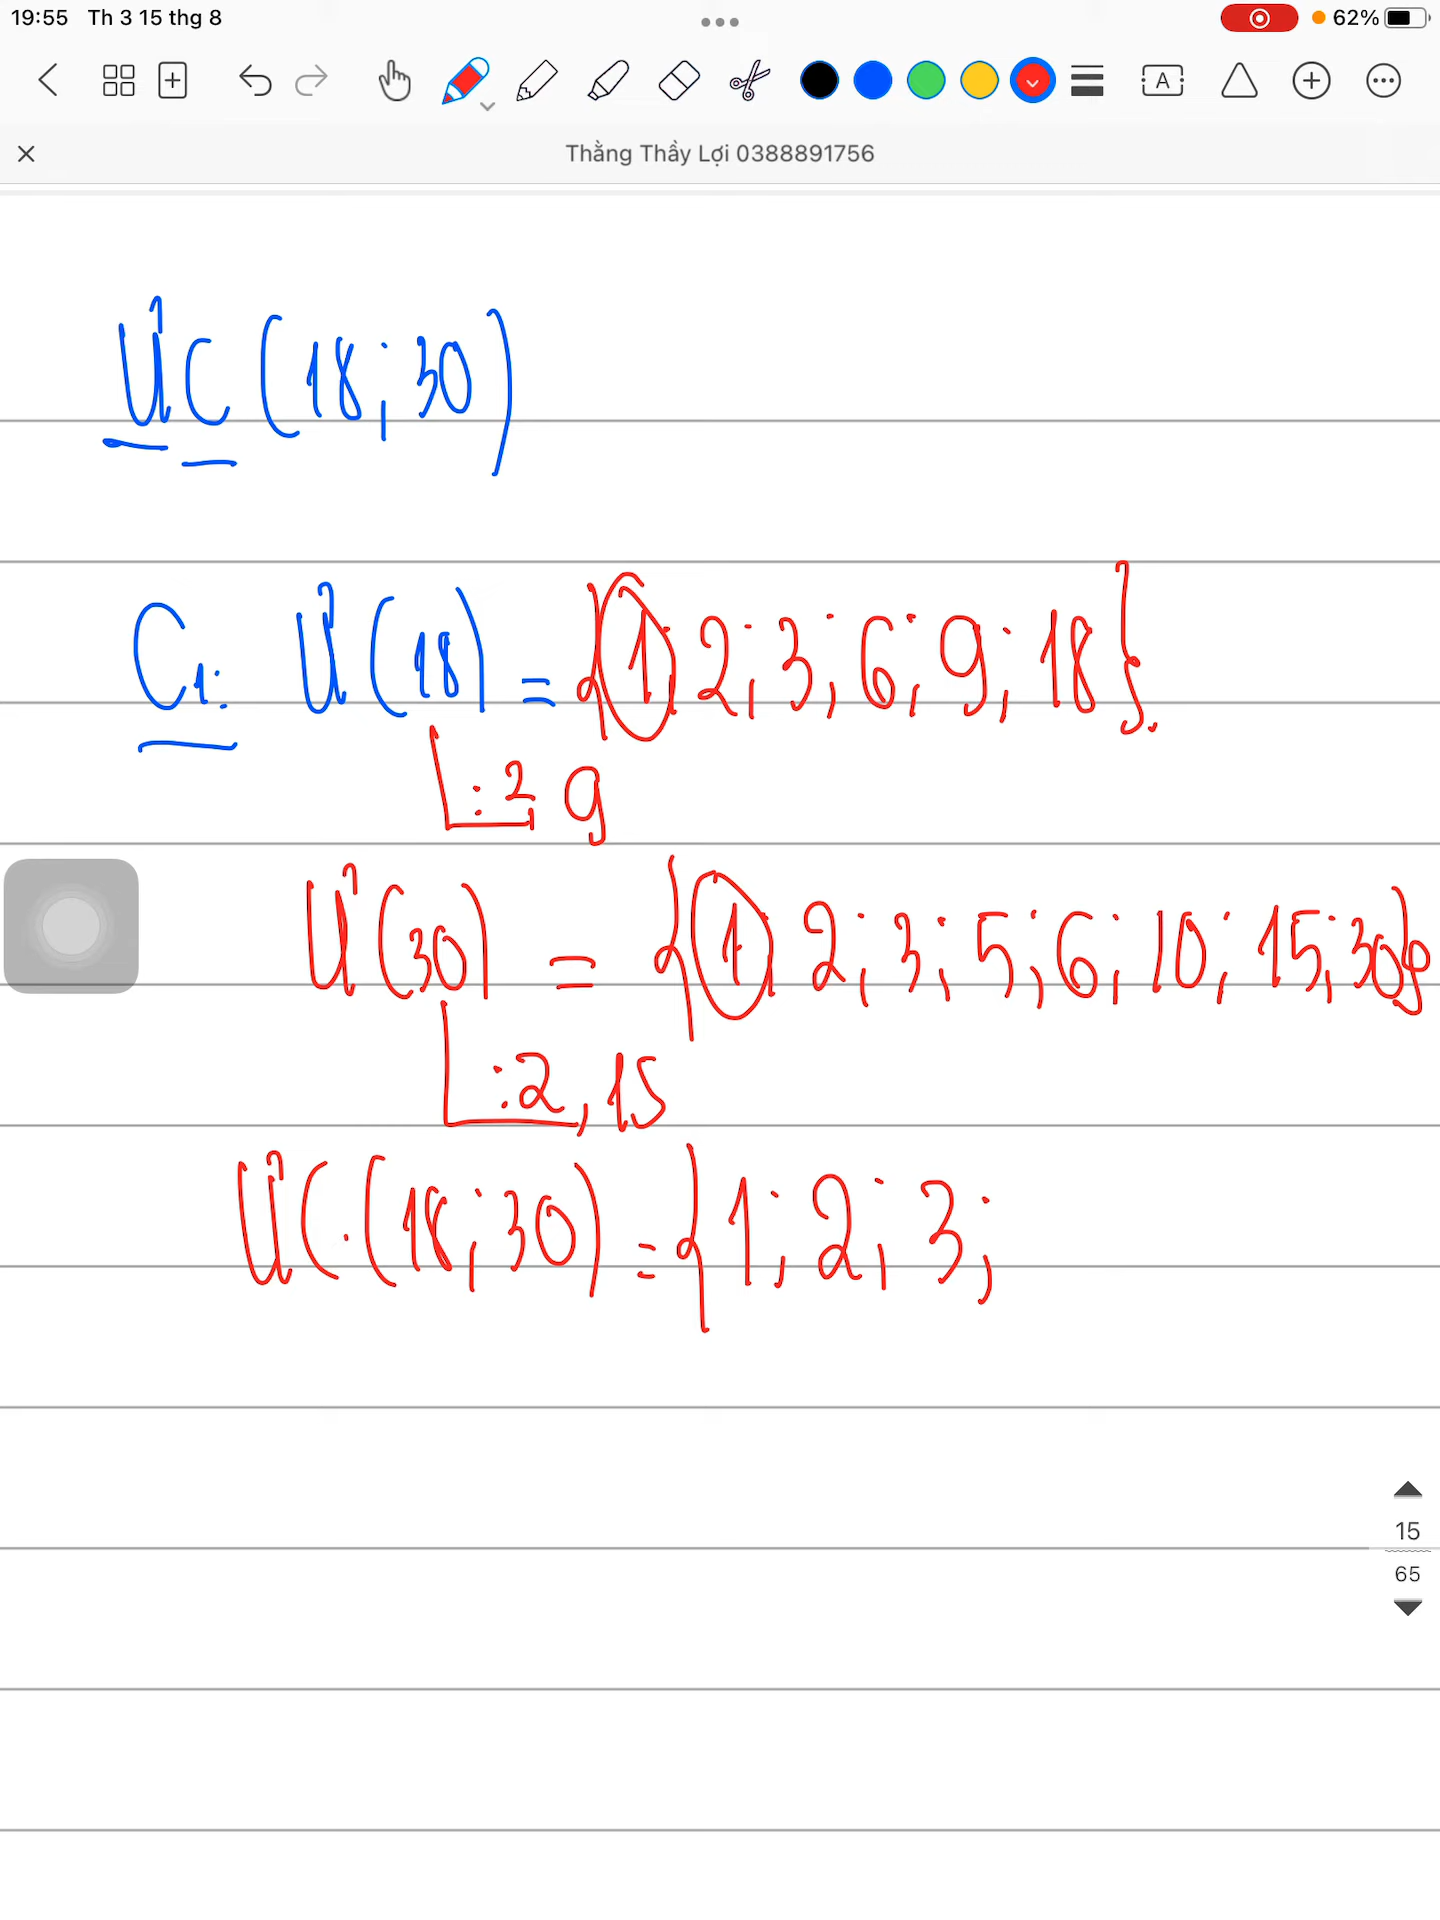 19:55 Th 3 15 thg 8 62%
A
Thằng Thầy Lợi 0388891756
ƯC (18; 30)
C1: Ư(18) = {1; 2; 3; 6; 9; 18}.
: 2, 9
Ư(30) = {1; 2; 3; 5; 6; 10; 15; 30}
: 2, 15
ƯC.(18; 30) = {1; 2; 3;
15
65